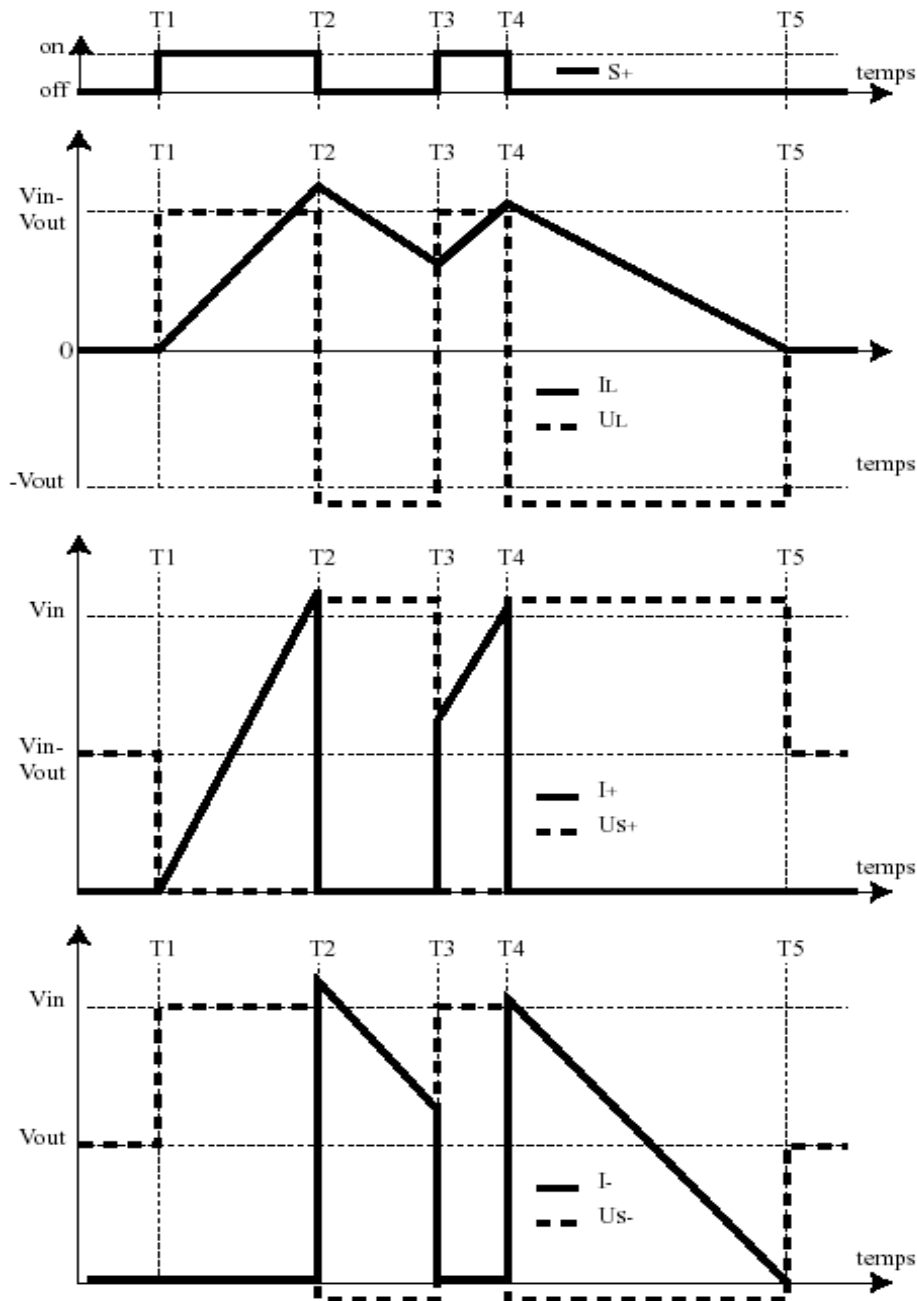 T1 T2 T3 T4 T5
on
off
S+
temps
T1 T2 T3 T4 T5
Vin-
Vout
0
IL
UL
-Vout
temps
T1 T2 T3 T4 T5
Vin
Vin-
Vout
I+
Us+
temps
T1 T2 T3 T4 T5
Vin
Vout
I-
Us-
temps